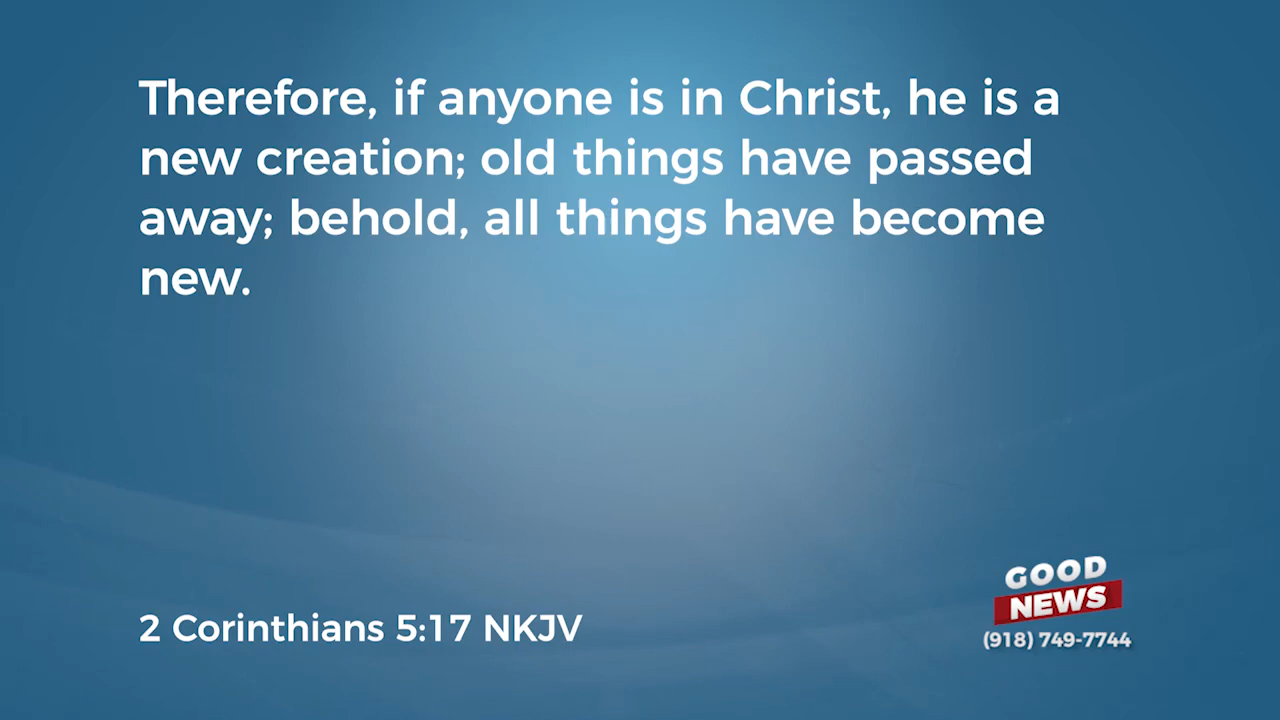 Therefore, if anyone is in Christ, he is a
new creation; old things have passed
away; behold, all things have become
new.
2 Corinthians 5:17 NKJV
GOOD
NEWS
(918) 749-7744